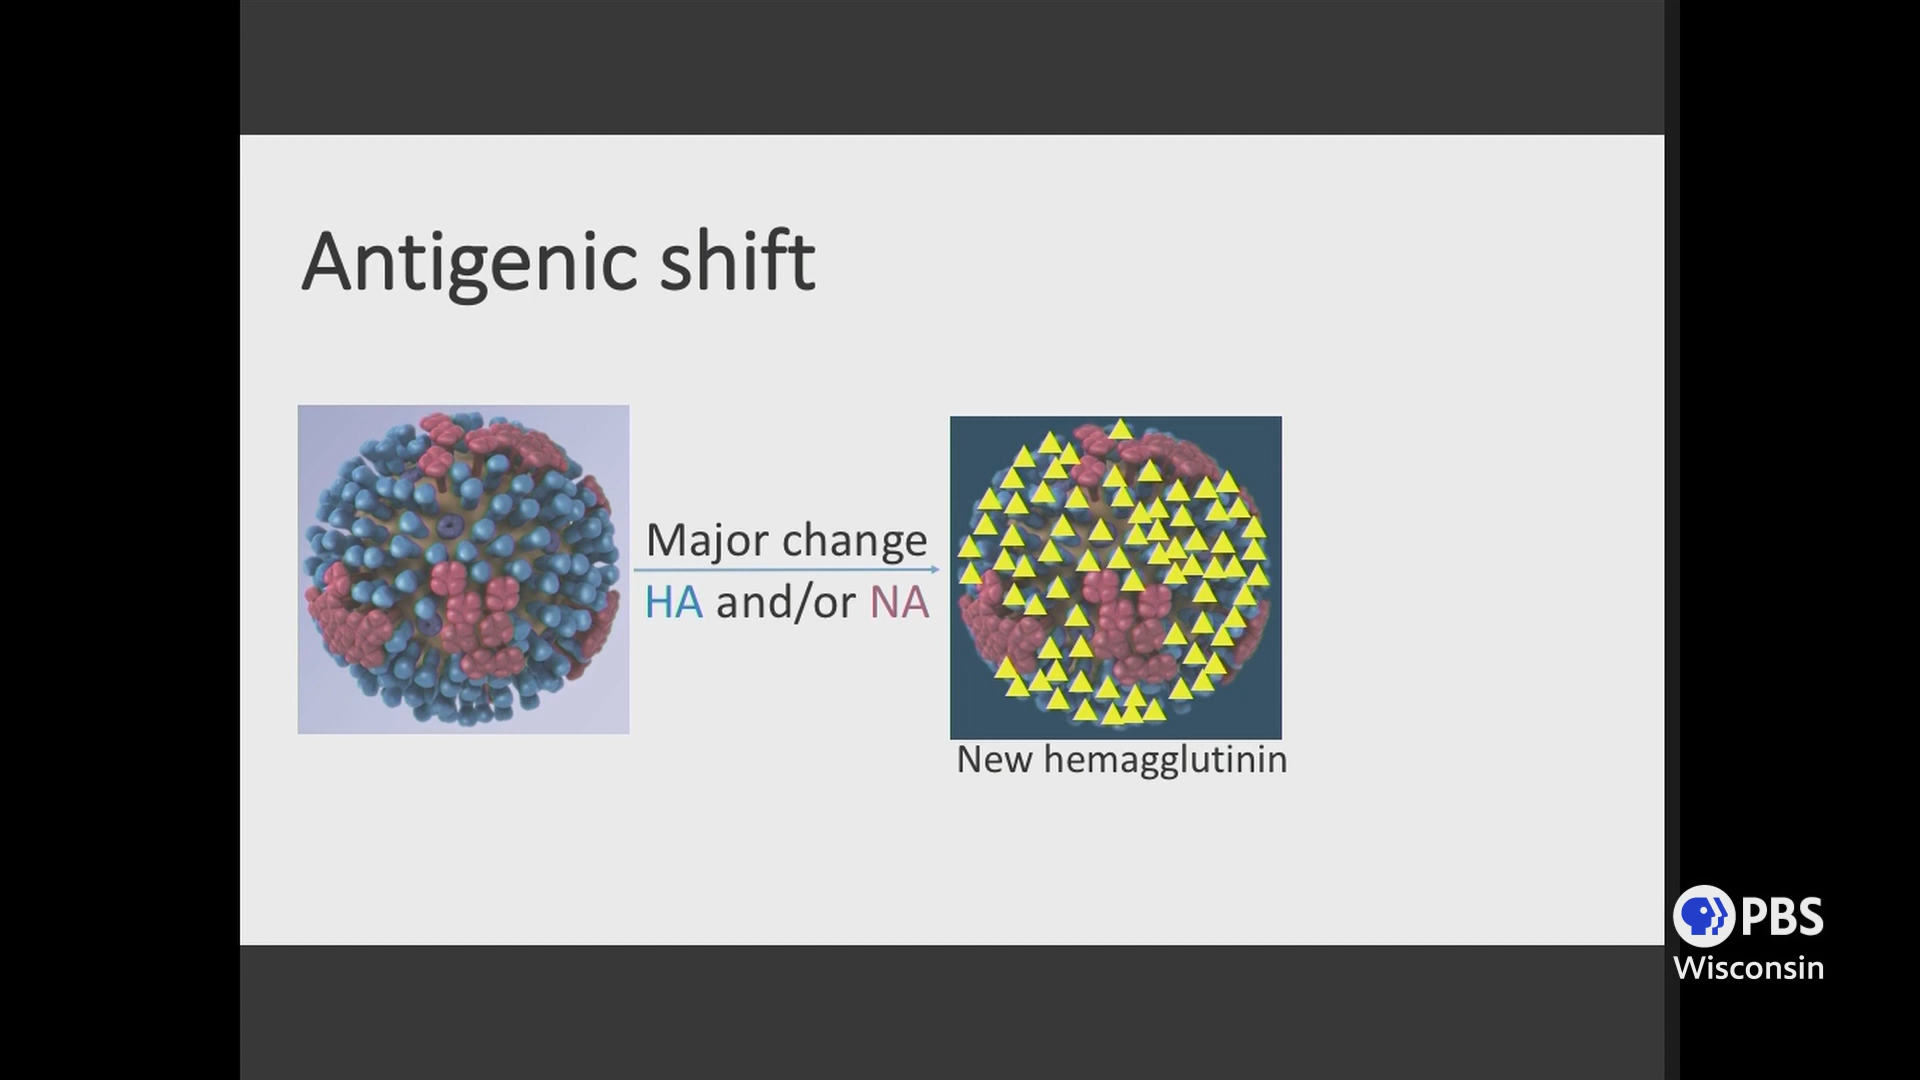 Antigenic shift
Major change
HA and/or NA
New hemagglutinin
PBS
Wisconsin